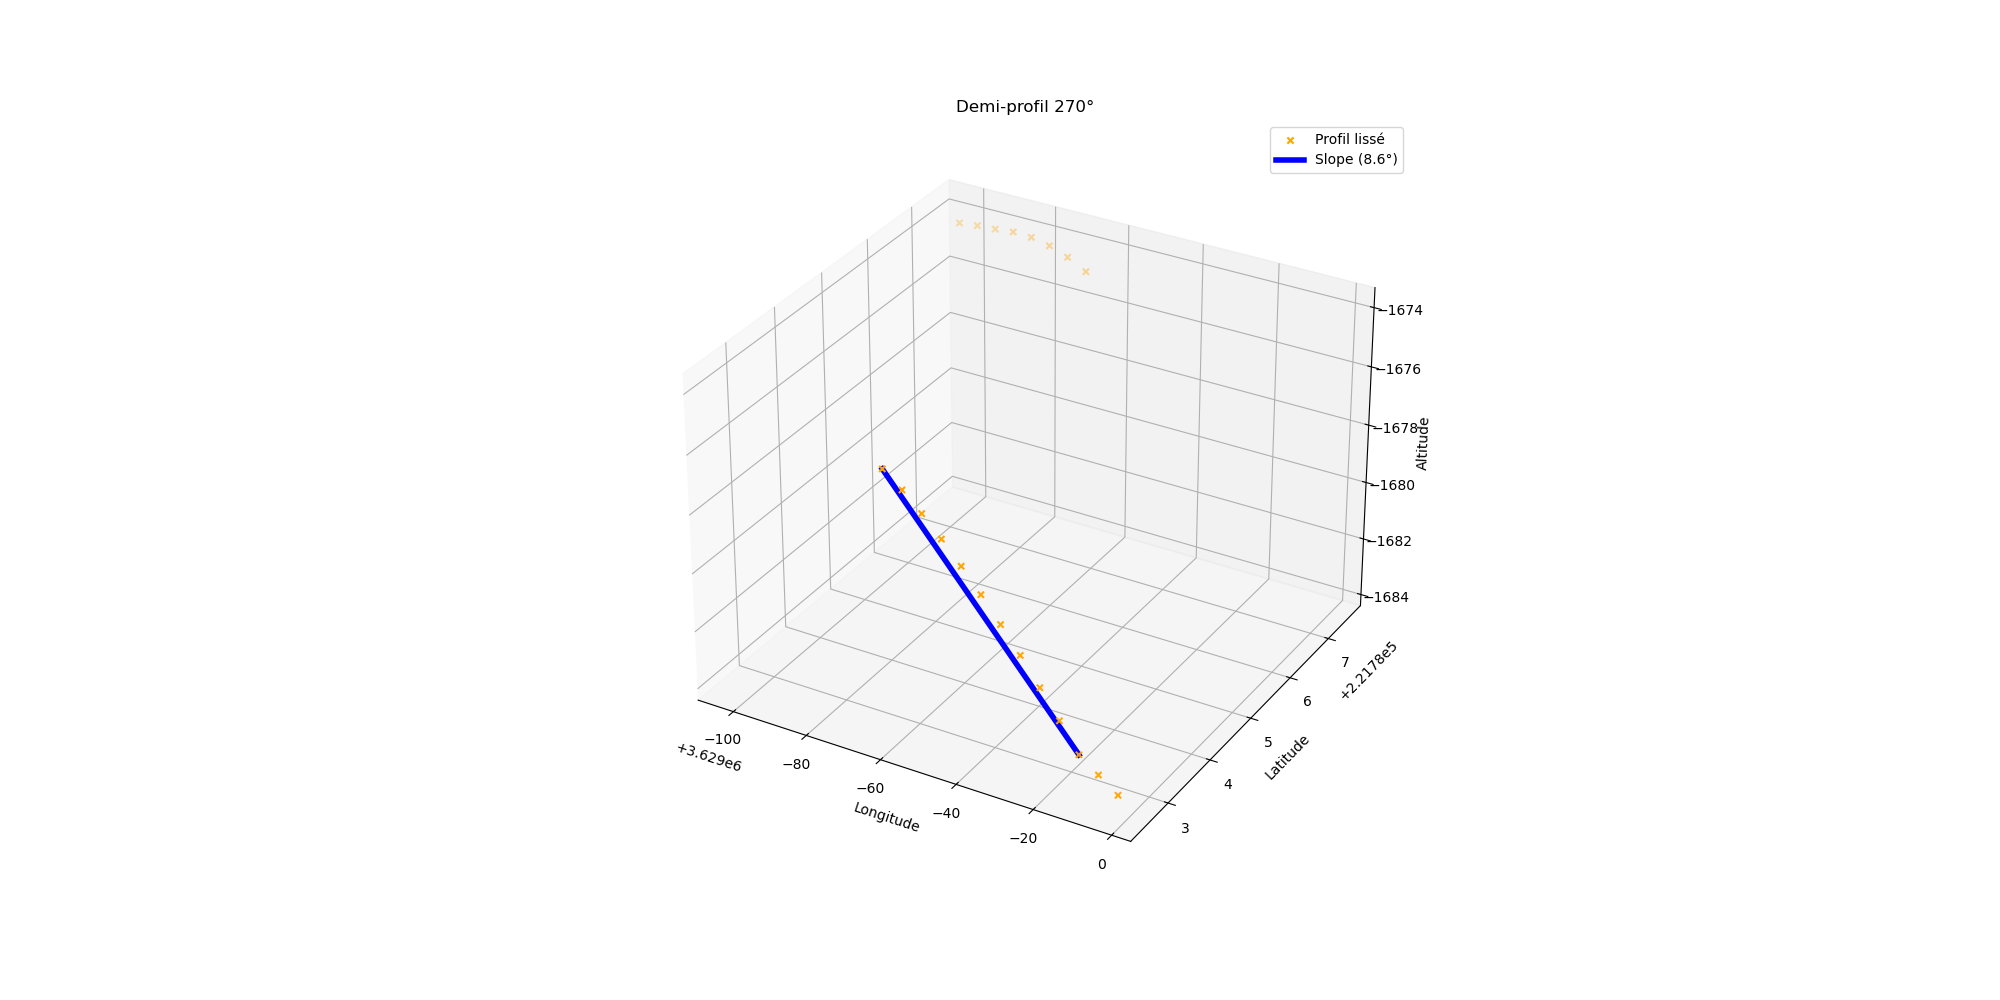 Demi-profil 270°
Profil lissé
Slope (8.6°)
−1674
−1676
−1678
−1680
−1682
−1684
Altitude
7
6
5
4
3
+2.2178e5
Latitude
−100
−80
−60
−40
−20
0
+3.629e6
Longitude